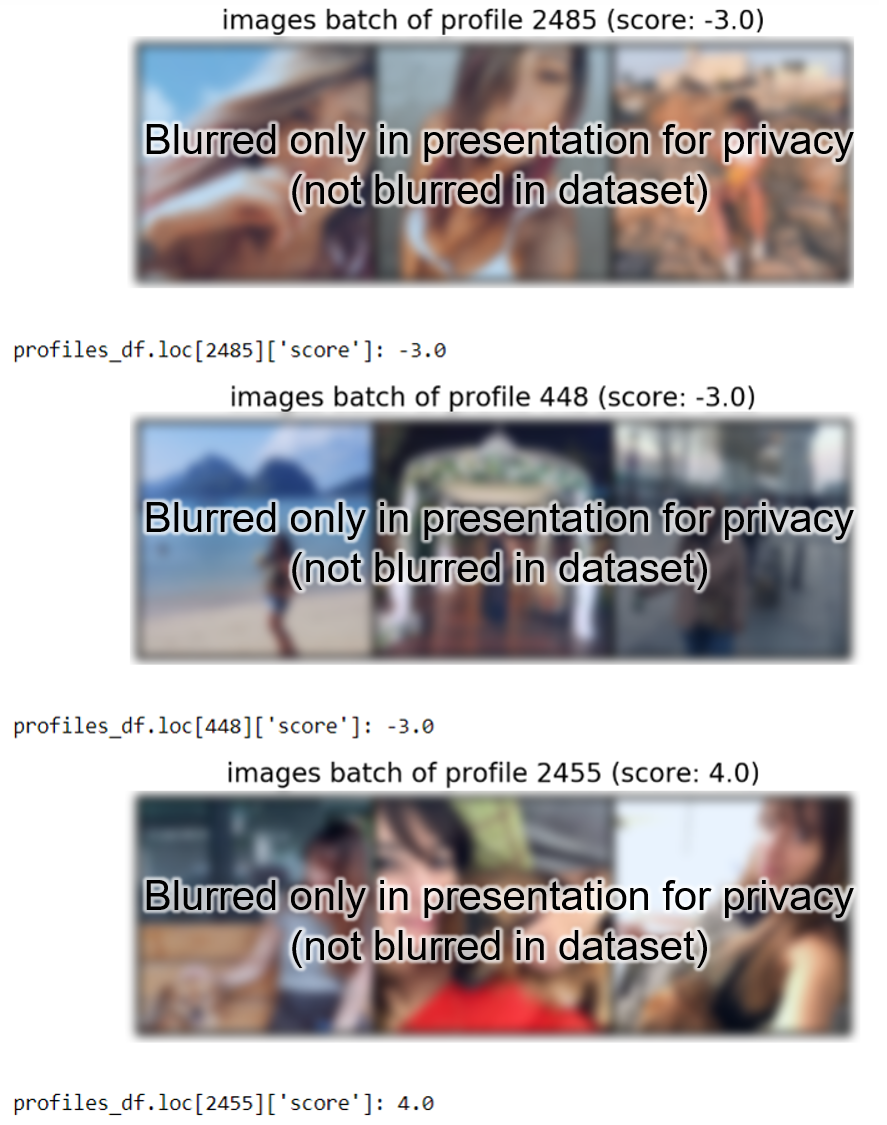 images batch of profile 2485 (score: -3.0)
Blurred only in presentation for privacy
(not blurred in dataset)
profiles_df.loc[2485]['score']: -3.0
images batch of profile 448 (score: -3.0)
Blurred only in presentation for privacy
(not blurred in dataset)
profiles_df.loc[448]['score']: -3.0
images batch of profile 2455 (score: 4.0)
Blurred only in presentation for privacy
(not blurred in dataset)
profiles_df.loc[2455]['score']: 4.0